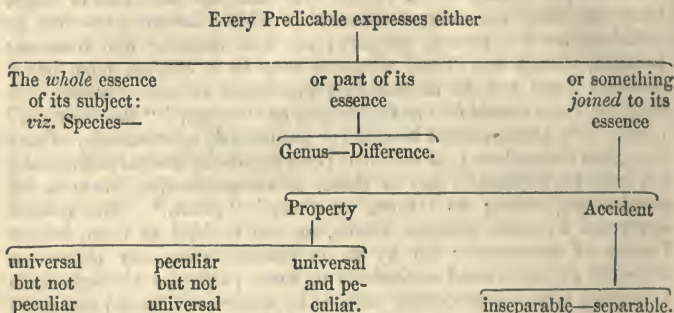 Every Predicable expresses either
The whole essence
of its subject:
viz. Species—
or part of its
essence
or something
joined to its
essence
Genus—Difference.
Property
Accident
universal
but not
peculiar
peculiar
but not
universal
universal
and pe-
culiar.
inseparable—separable.